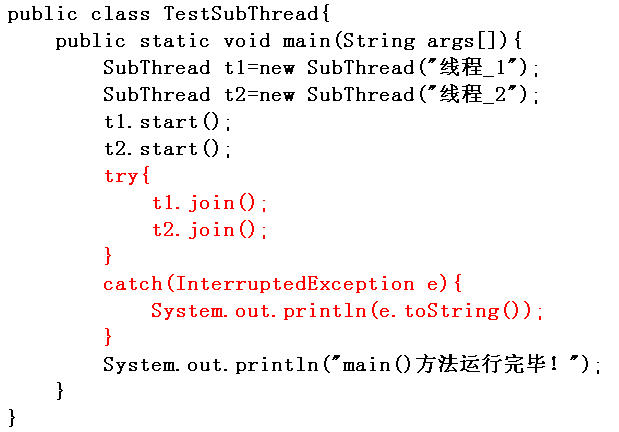 public class TestSubThread{
    public static void main(String args[]){
        SubThread t1=new SubThread("线程_1");
        SubThread t2=new SubThread("线程_2");
        t1.start();
        t2.start();
        try{
            t1.join();
            t2.join();
        }
        catch(InterruptedException e){
            System.out.println(e.toString());
        }
        System.out.println("main()方法运行完毕！");
    }
}